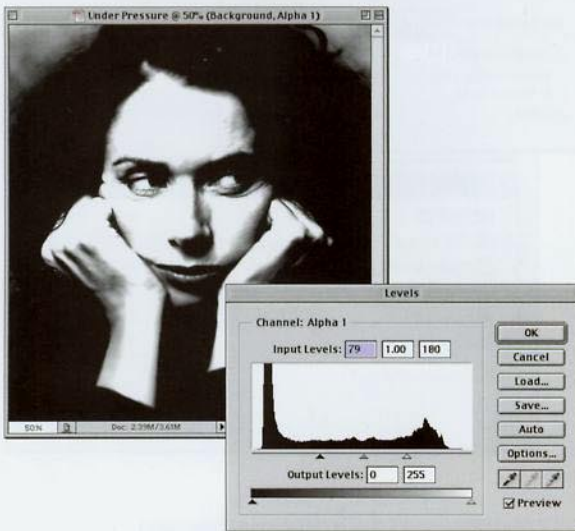 Under Pressure @ 50% (Background, Alpha 1)
50% Doc: 2.39M/3.61M
Levels
Channel: Alpha 1
Input Levels: 79 1.00 180
Output Levels: 0 255
OK
Cancel
Load...
Save...
Auto
Options...
Preview